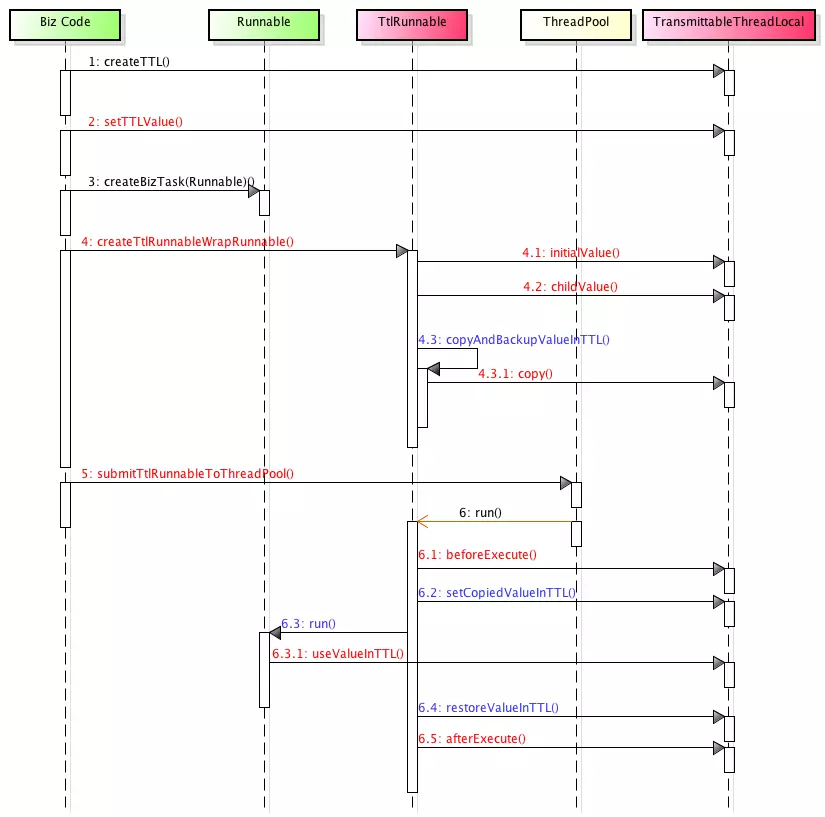 Biz Code
Runnable
TtlRunnable
ThreadPool
TransmittableThreadLocal
1: createTTL()
2: setTTLValue()
3: createBizTask(Runnable)()
4: createTtlRunnableWrapRunnable()
4.1: initialValue()
4.2: childValue()
4.3: copyAndBackupValueInTTL()
4.3.1: copy()
5: submitTtlRunnableToThreadPool()
6: run()
6.1: beforeExecute()
6.2: setCopiedValueInTTL()
6.3: run()
6.3.1: useValueInTTL()
6.4: restoreValueInTTL()
6.5: afterExecute()